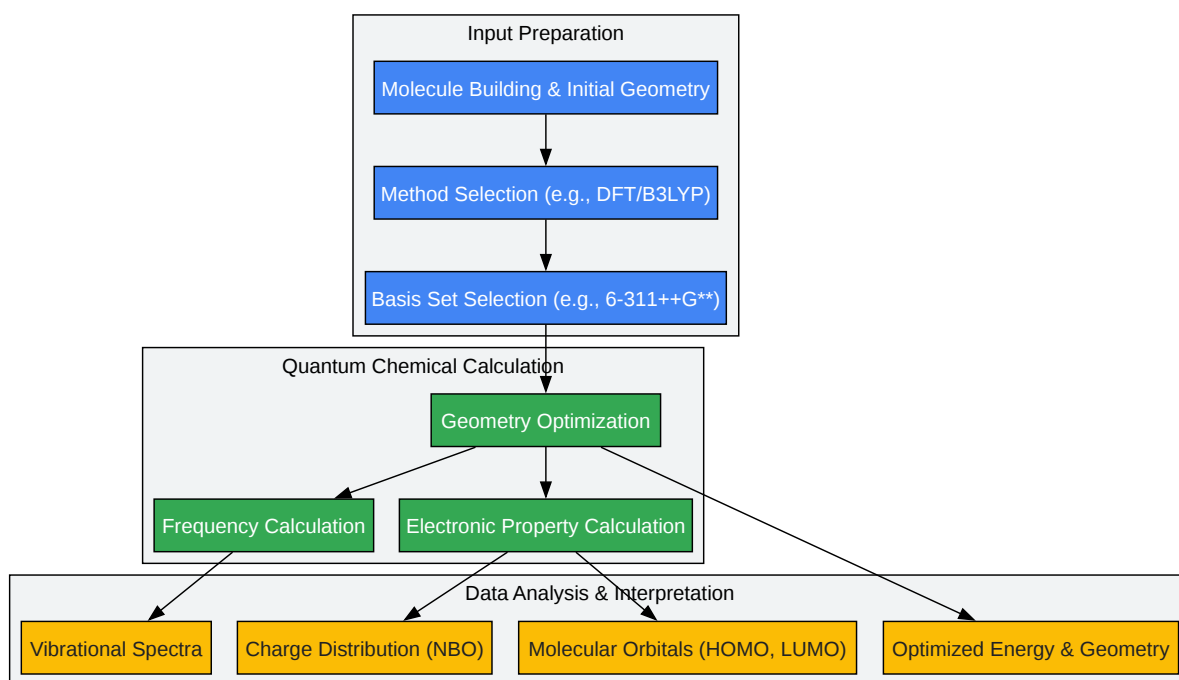 Input Preparation
Molecule Building & Initial Geometry
Method Selection (e.g., DFT/B3LYP)
Basis Set Selection (e.g., 6-311++G**)
Quantum Chemical Calculation
Geometry Optimization
Frequency Calculation
Electronic Property Calculation
Data Analysis & Interpretation
Vibrational Spectra
Charge Distribution (NBO)
Molecular Orbitals (HOMO, LUMO)
Optimized Energy & Geometry